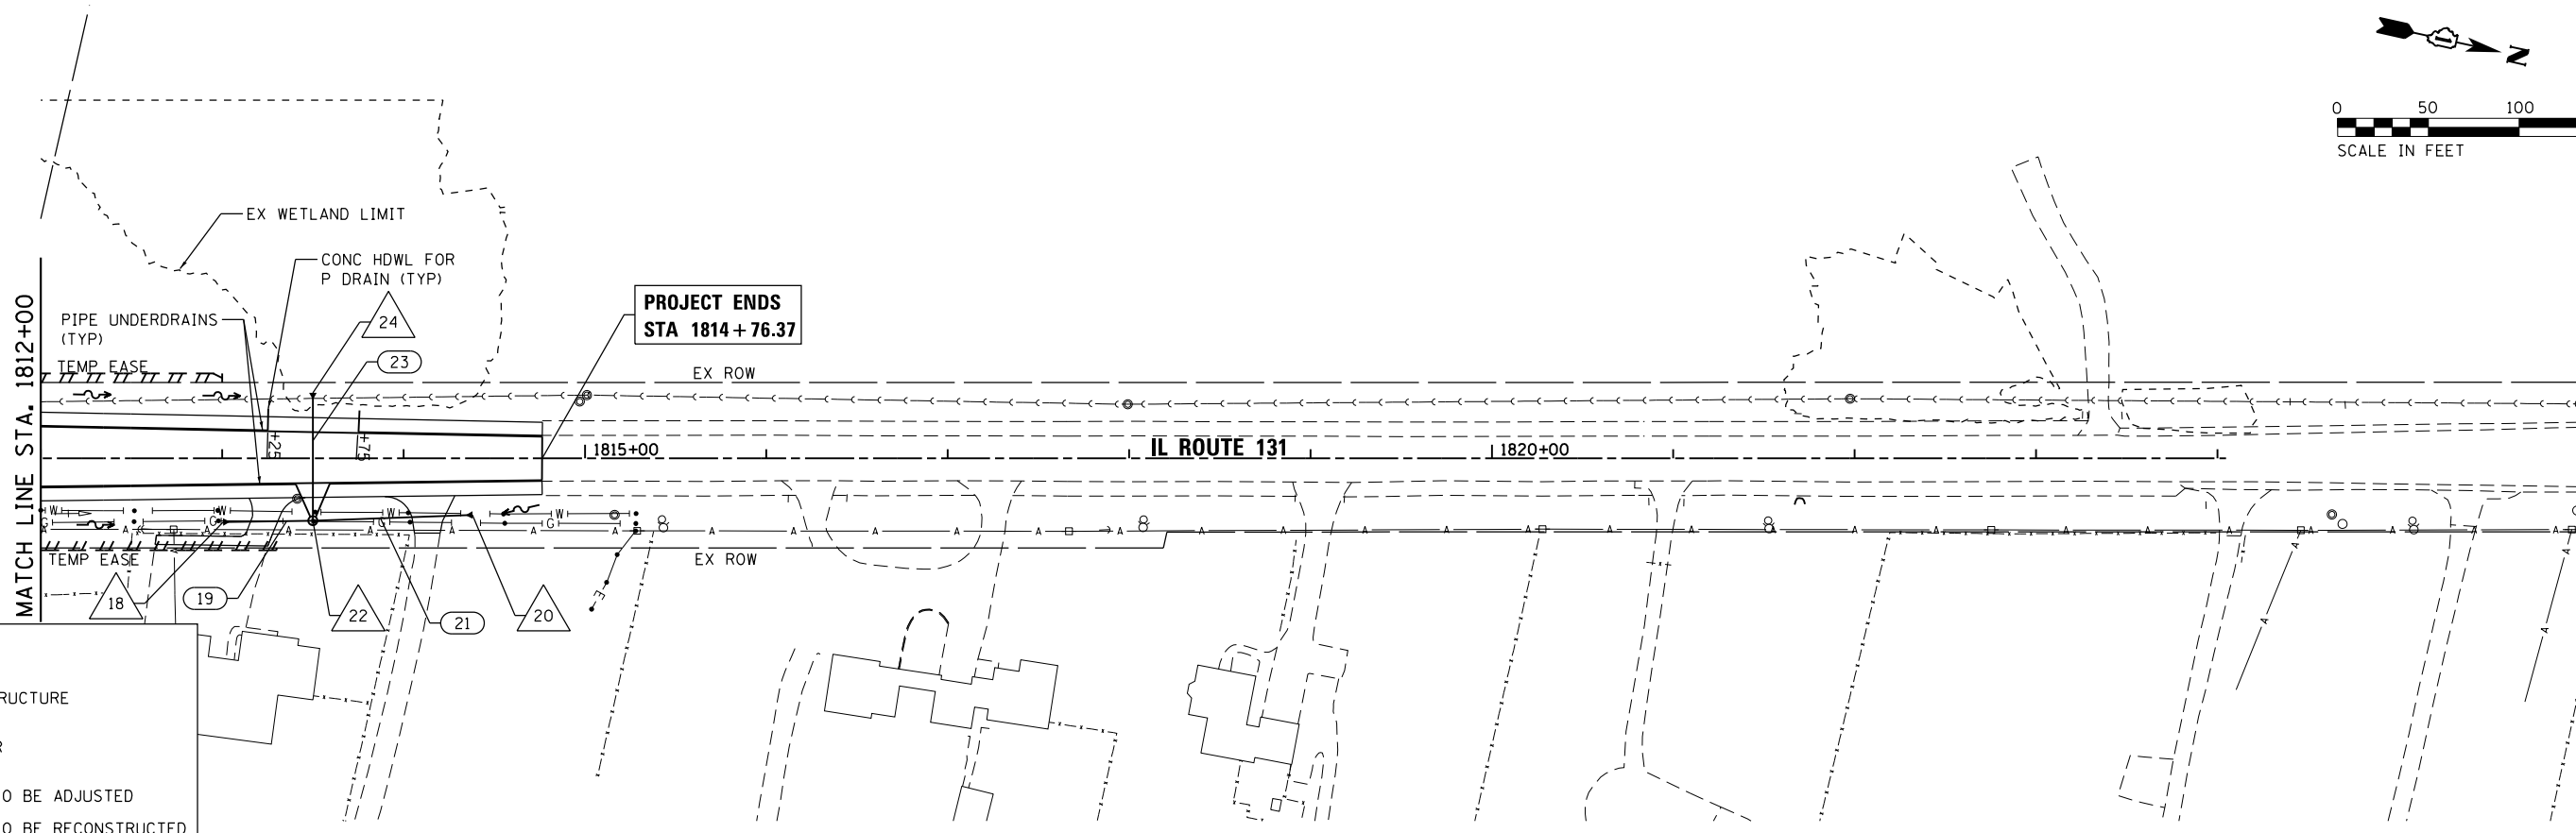 N
0 50 100
SCALE IN FEET
EX WETLAND LIMIT
CONC HDWL FOR
P DRAIN (TYP)
PROJECT ENDS
STA 1814+76.37
24
PIPE UNDERDRAINS
(TYP)
23
TEMP EASE
EX ROW
MATCH LINE STA. 1812+00
+25
+75
1815+00
IL ROUTE 131
1820+00
W W W W
G G G G
A A A A A A A A A A A A A A A A A A A
TEMP EASE
EX ROW
E
A
A
A
A
18
19
22
21
20
RUCTURE
R
O BE ADJUSTED
O BE RECONSTRUCTED